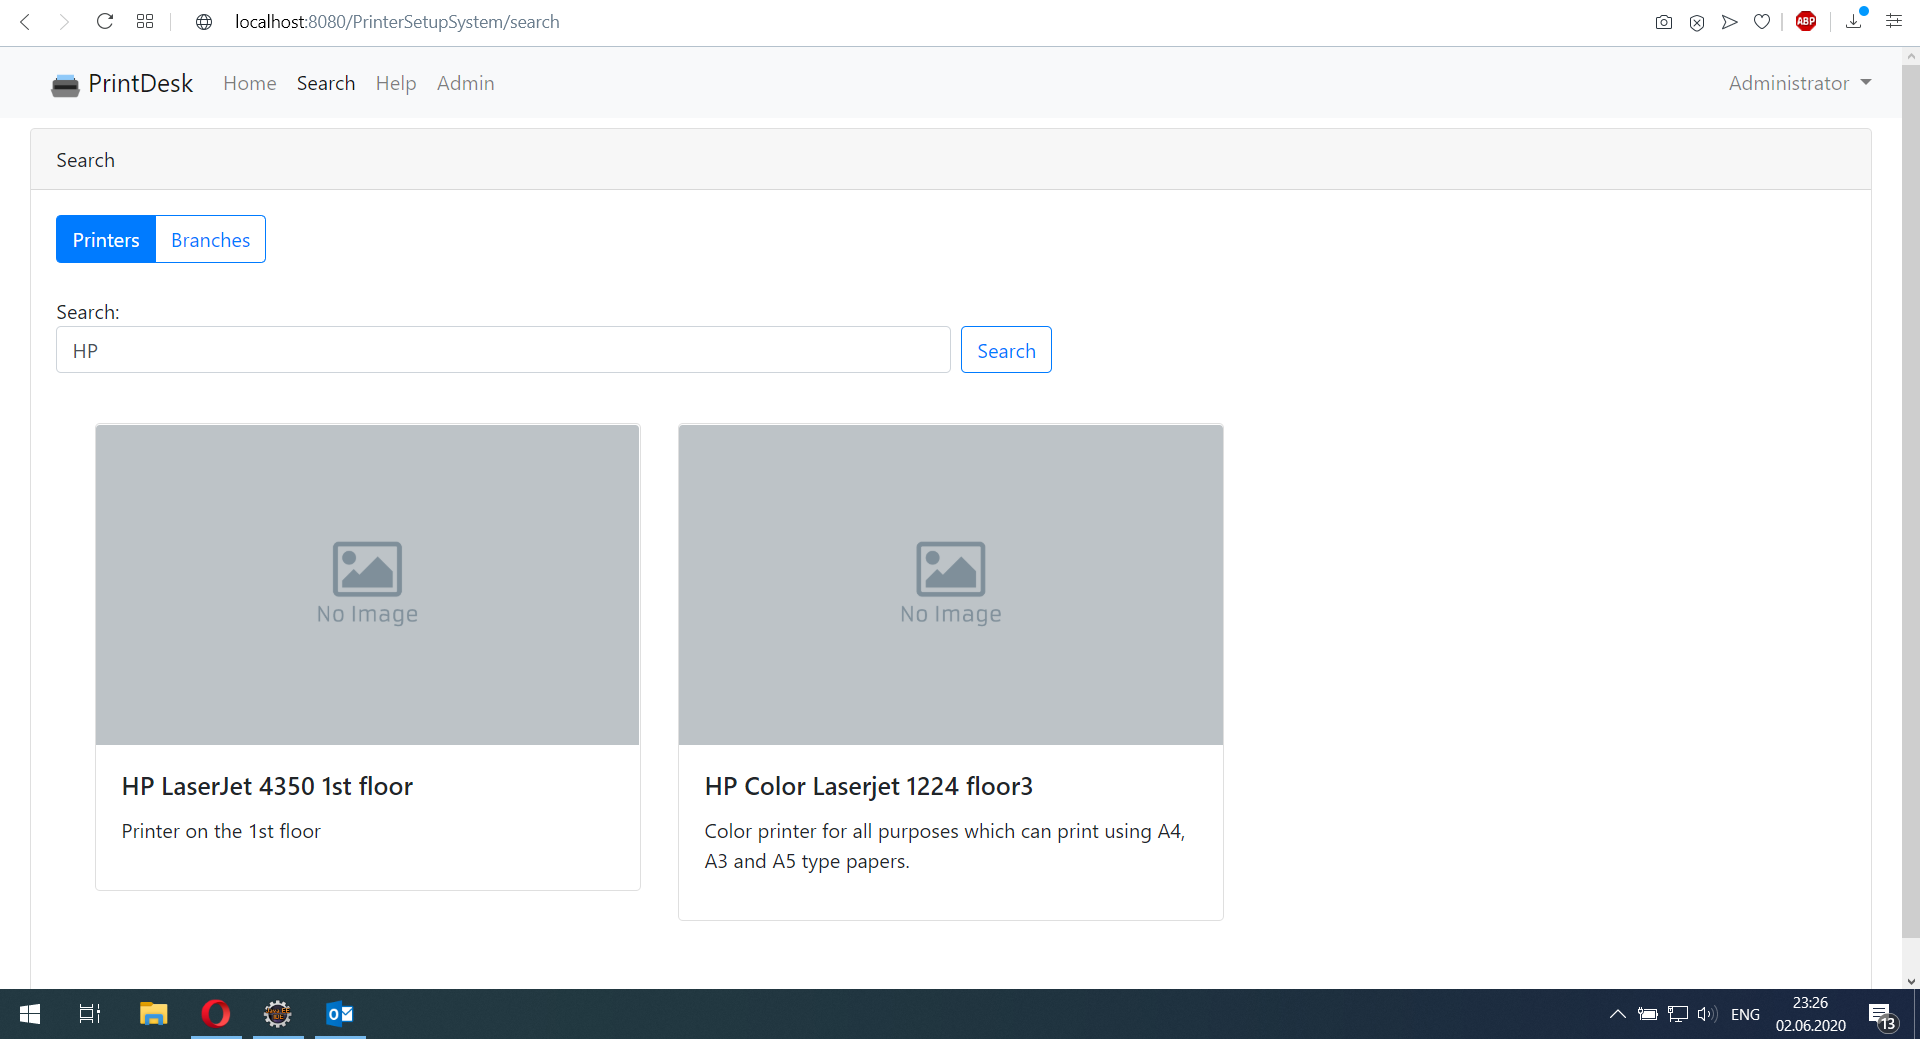 localhost:8080/PrinterSetupSystem/search
ABP
PrintDesk Home Search Help Admin Administrator
Search
Printers Branches
Search:
HP Search
No Image No Image
HP LaserJet 4350 1st floor
Printer on the 1st floor
HP Color Laserjet 1224 floor3
Color printer for all purposes which can print using A4,
A3 and A5 type papers.
ENG
23:26
02.06.2020
13